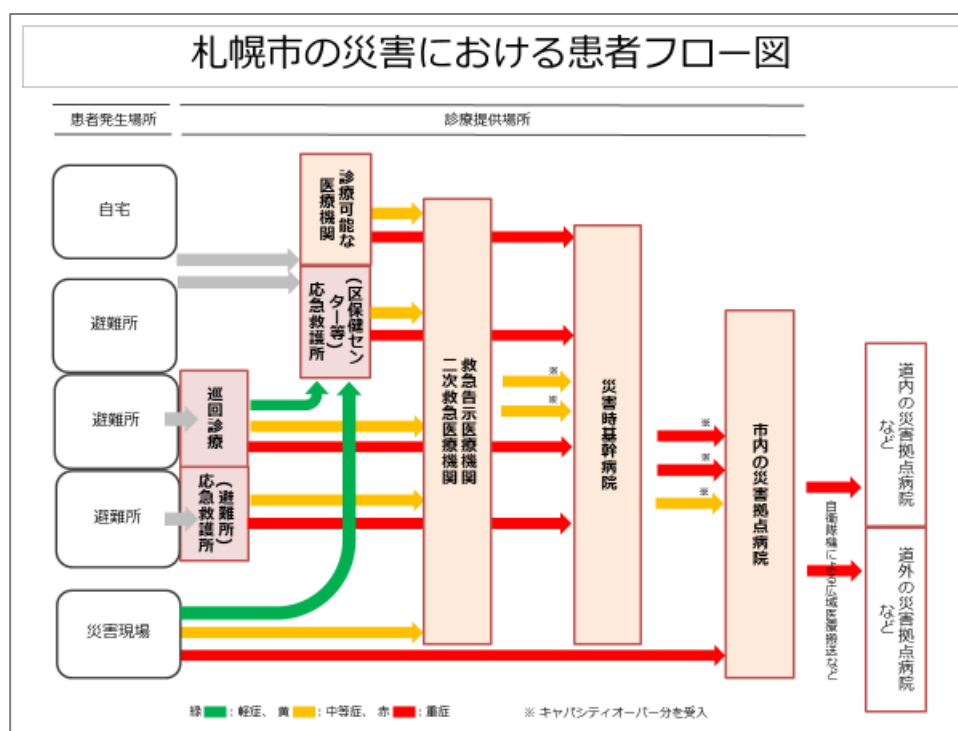 札幌市の災害における患者フロー図
患者発生場所
診療提供場所
自宅
避難所
避難所
避難所
災害現場
巡回診療
応急救護所
(避難所)
診療可能な
医療機関
応急救護所
(区保健セン
ター等)
救急告示医療機関
二次救急医療機関
※
※
災害時基幹病院
※
※
※
市内の災害拠点病院
自衛隊機による広域医療搬送など
道内の災害拠点病院
など
道外の災害拠点病院
など
緑 : 軽症、 黄 : 中等症、 赤 : 重症
※ キャパシティオーバー分を受入